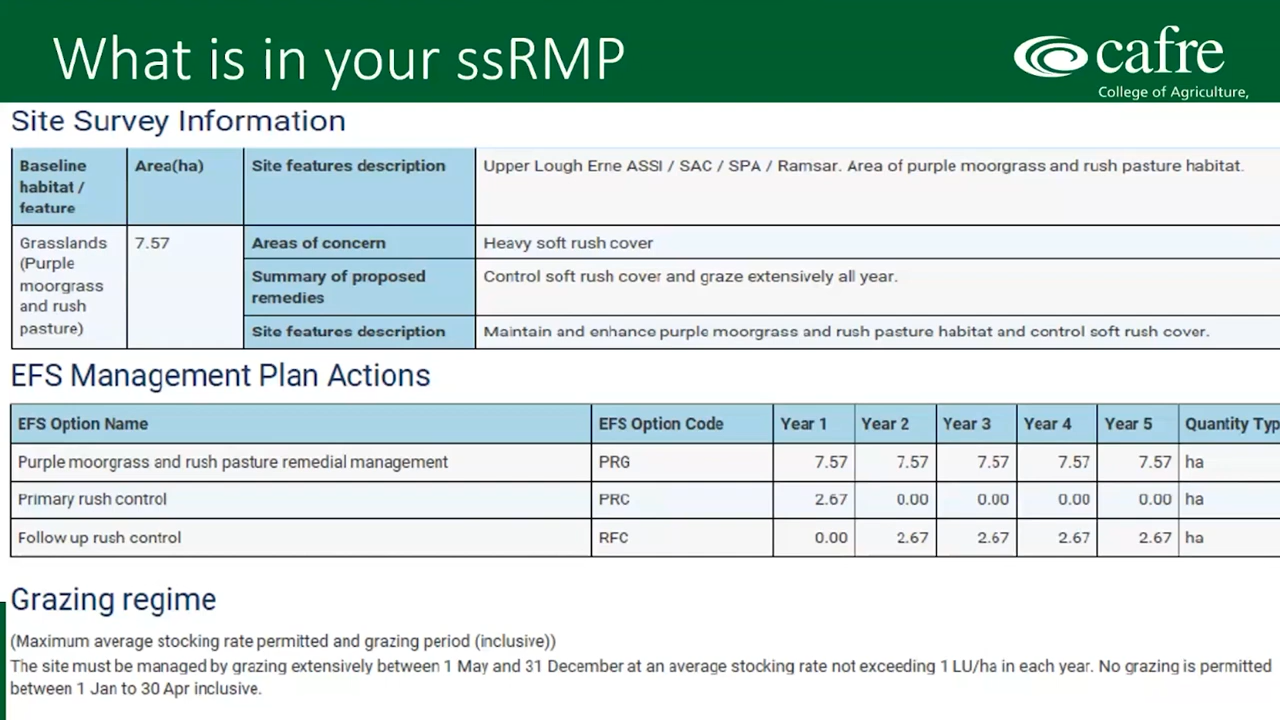 What is in your ssRMP
cafre
College of Agriculture,
Site Survey Information
Baseline habitat / feature
Area(ha)
Site features description
Upper Lough Erne ASSI / SAC / SPA / Ramsar. Area of purple moorgrass and rush pasture habitat.
Grasslands (Purple moorgrass and rush pasture)
7.57
Areas of concern
Heavy soft rush cover
Summary of proposed remedies
Control soft rush cover and graze extensively all year.
Site features description
Maintain and enhance purple moorgrass and rush pasture habitat and control soft rush cover.
EFS Management Plan Actions
EFS Option Name EFS Option Code Year 1 Year 2 Year 3 Year 4 Year 5 Quantity Typ
Purple moorgrass and rush pasture remedial management PRG 7.57 7.57 7.57 7.57 7.57 ha
Primary rush control PRC 2.67 0.00 0.00 0.00 0.00 ha
Follow up rush control RFC 0.00 2.67 2.67 2.67 2.67 ha
Grazing regime
(Maximum average stocking rate permitted and grazing period (inclusive))
The site must be managed by grazing extensively between 1 May and 31 December at an average stocking rate not exceeding 1 LU/ha in each year. No grazing is permitted
between 1 Jan to 30 Apr inclusive.